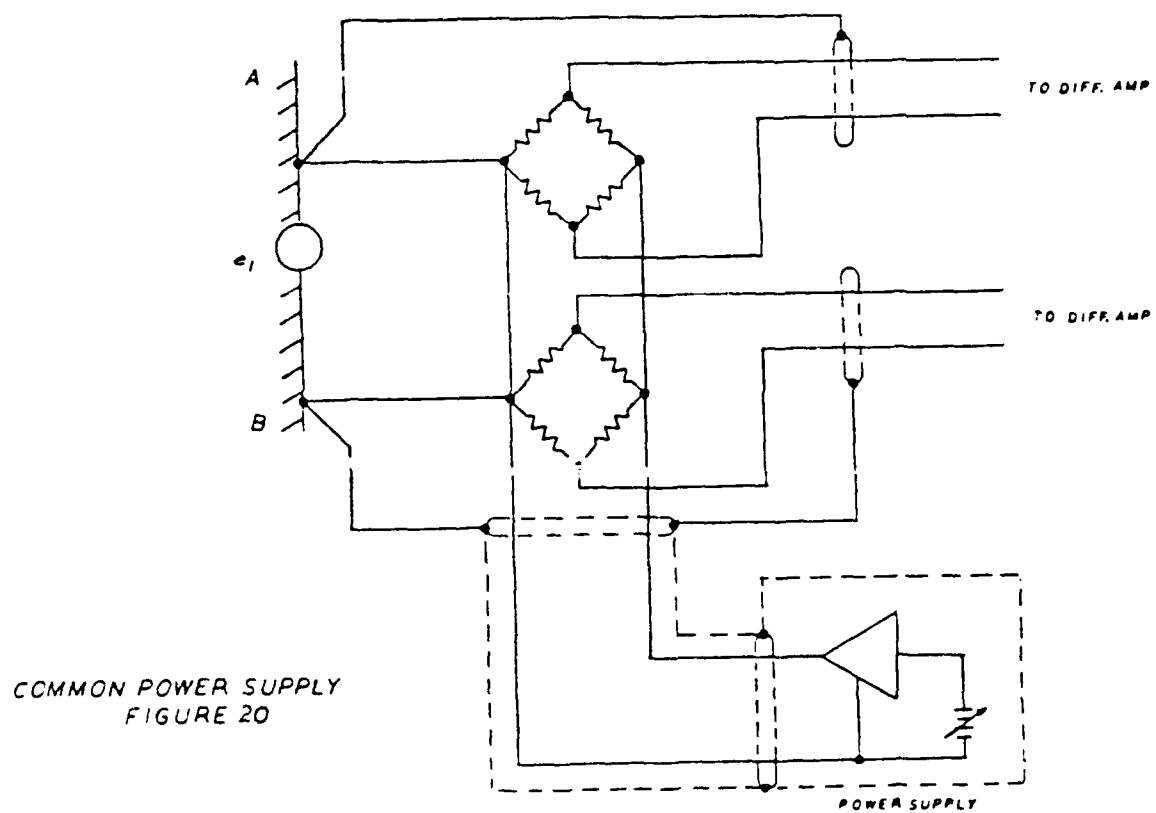 A
TO DIFF. AMP
e1
TO DIFF. AMP
B
COMMON POWER SUPPLY
FIGURE 20
POWER SUPPLY